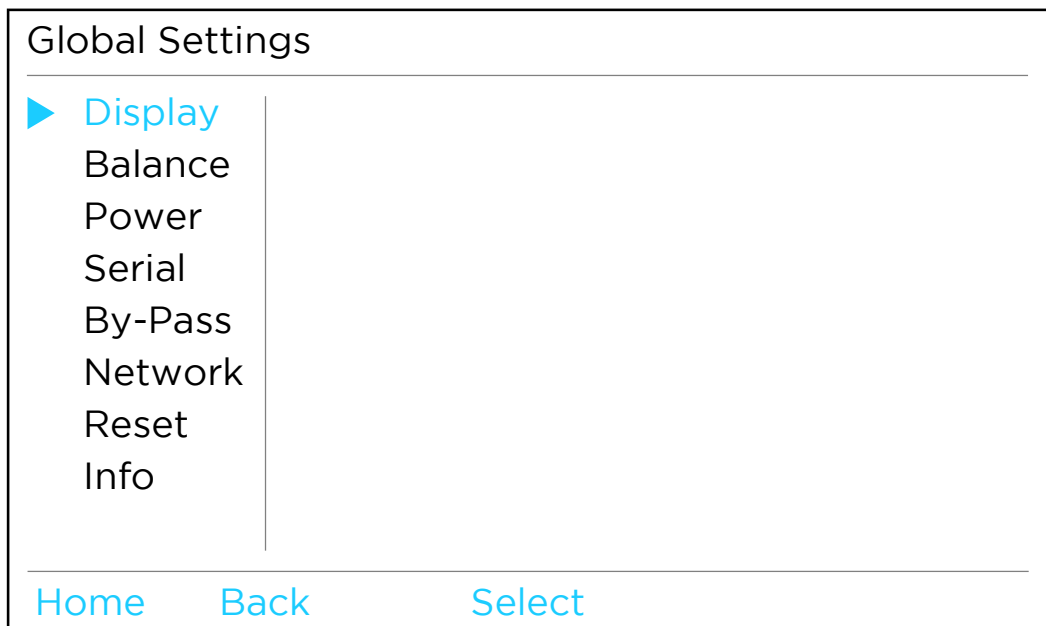 Global Settings
Display
Balance
Power
Serial
By-Pass
Network
Reset
Info
Home Back Select